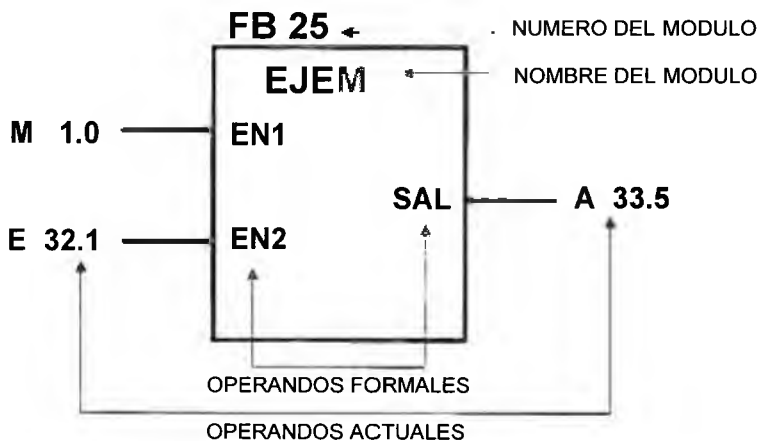 FB 25
NUMERO DEL MODULO
EJEM
NOMBRE DEL MODULO
M 1.0
EN1
SAL
A 33.5
E 32.1
EN2
OPERANDOS FORMALES
OPERANDOS ACTUALES